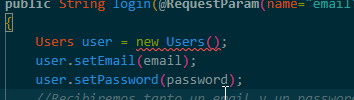 public String login(@RequestParam(name="email
{
Users user = new Users();
user.setEmail(email);
user.setPassword(password);
//Recibiremos tanto un email y un password